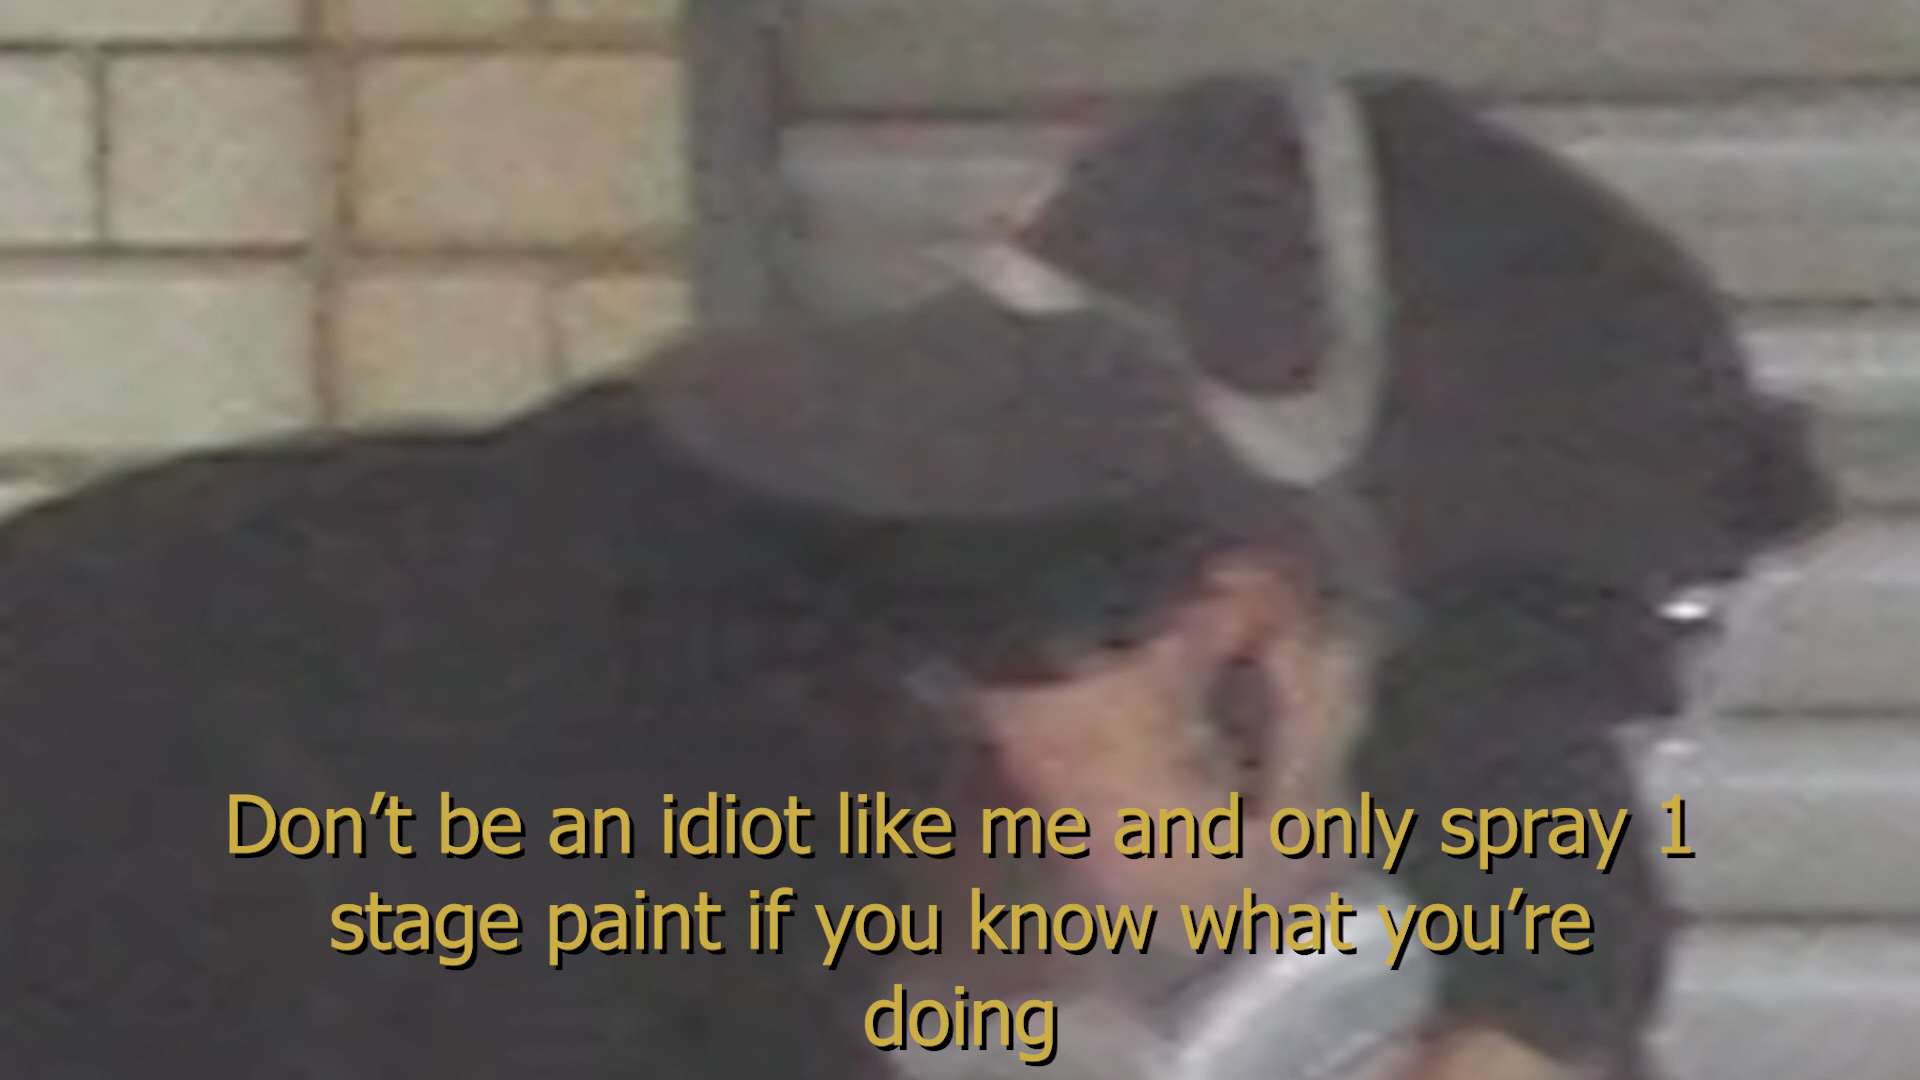 Don’t be an idiot like me and only spray 1
stage paint if you know what you’re
doing